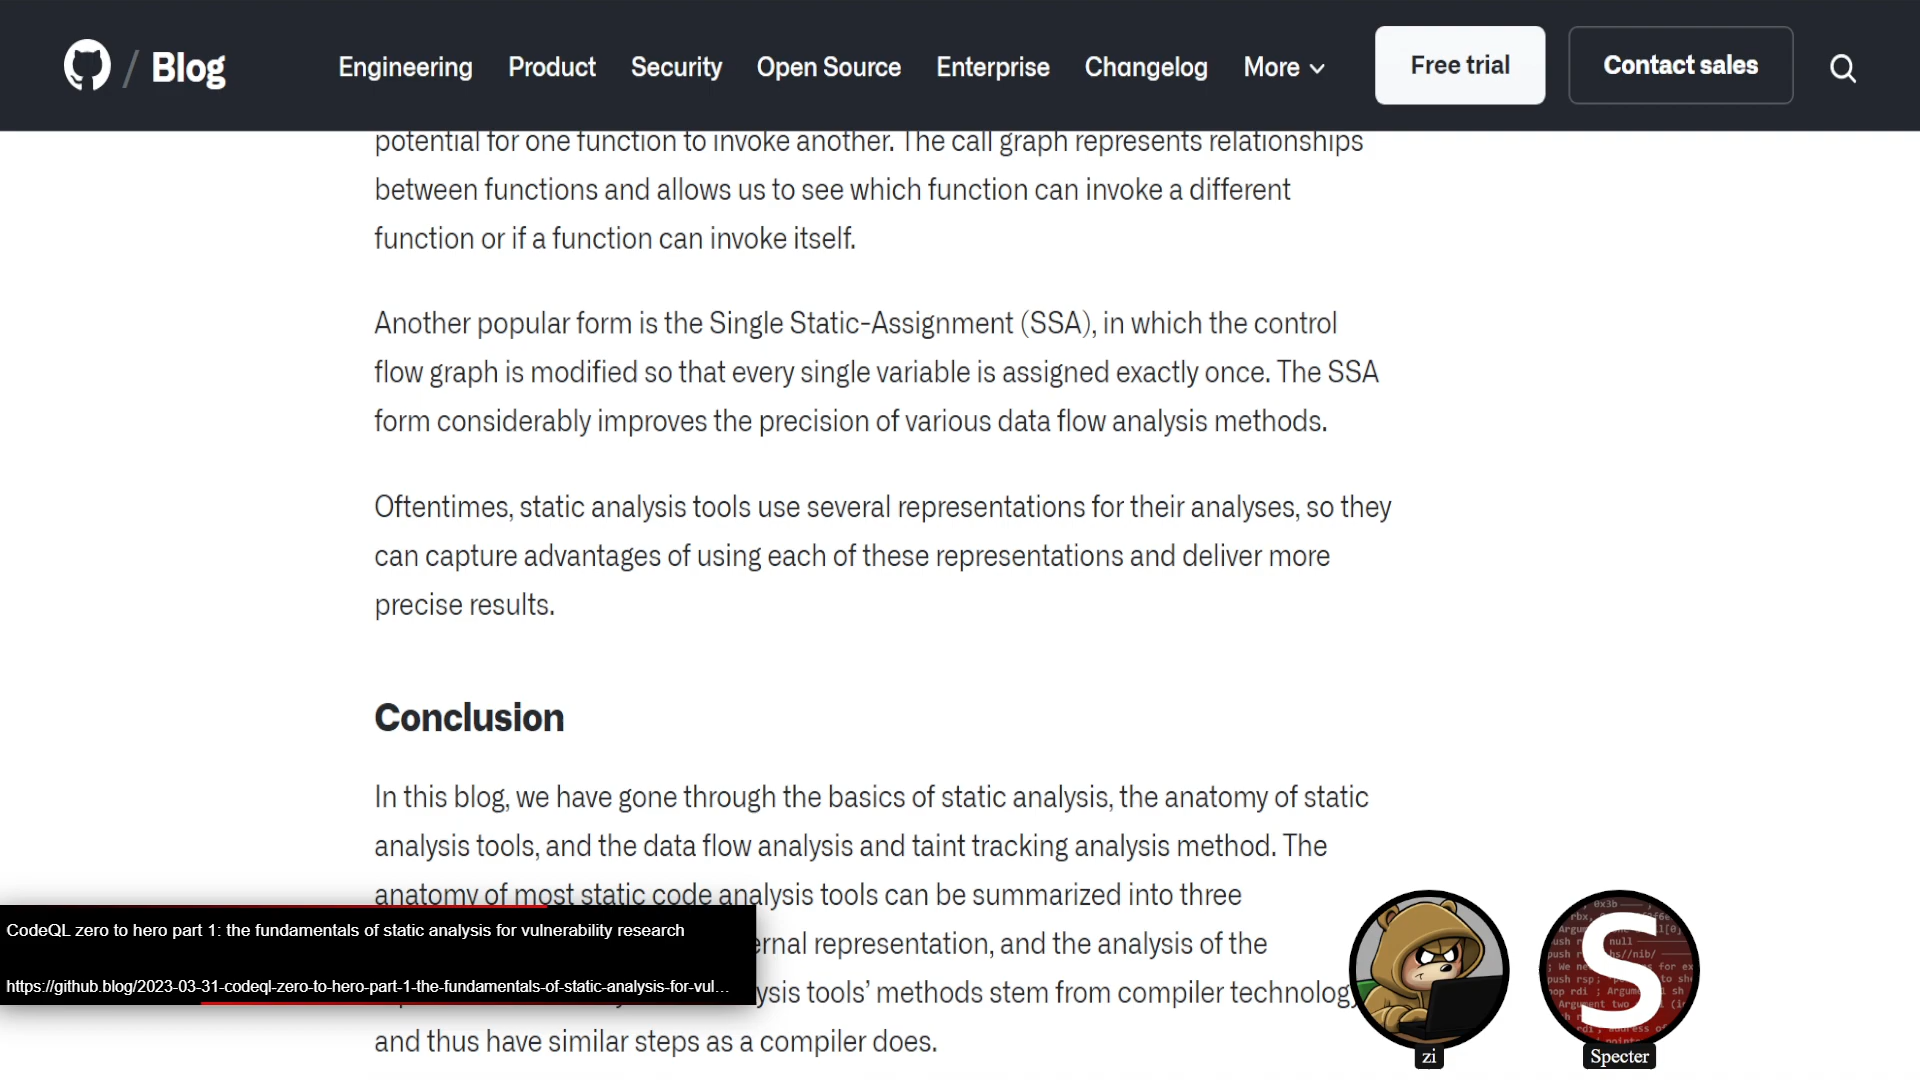 / Blog
Engineering Product Security Open Source Enterprise Changelog More Free trial Contact sales
potential for one function to invoke another. The call graph represents relationships
between functions and allows us to see which function can invoke a different
function or if a function can invoke itself.
Another popular form is the Single Static-Assignment (SSA), in which the control
flow graph is modified so that every single variable is assigned exactly once. The SSA
form considerably improves the precision of various data flow analysis methods.
Oftentimes, static analysis tools use several representations for their analyses, so they
can capture advantages of using each of these representations and deliver more
precise results.
Conclusion
In this blog, we have gone through the basics of static analysis, the anatomy of static
analysis tools, and the data flow analysis and taint tracking analysis method. The
anatomy of most static code analysis tools can be summarized into three
representation, and the analysis of the
tools' methods stem from compiler technology
and thus have similar steps as a compiler does.
CodeQL zero to hero part 1: the fundamentals of static analysis for vulnerability research
https://github.blog/2023-03-31-codeql-zero-to-hero-part-1-the-fundamentals-of-static-analysis-for-vul...
zi
S
Specter